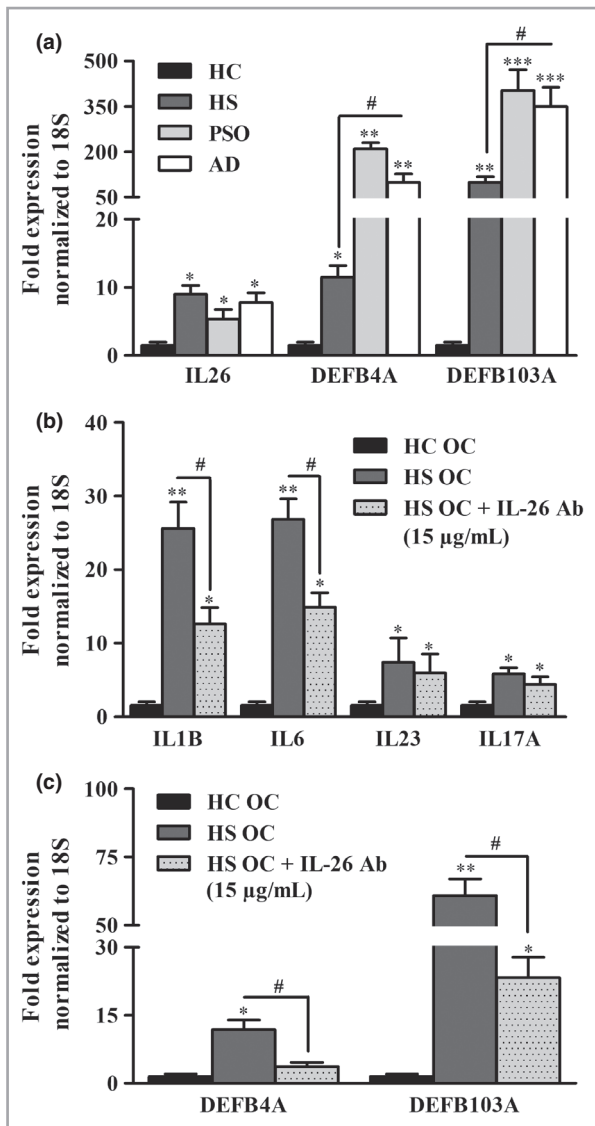 (a)
Fold expression
normalized to 18S
500
350
200
50
20
10
0
HC
HS
PSO
AD
* * *
* # ** **
** # *** ***
IL26 DEFB4A DEFB103A
(b)
Fold expression
normalized to 18S
40
30
20
10
0
HC OC
HS OC
HS OC + IL-26 Ab
(15 µg/mL)
** # *
** # *
* *
* *
IL1B IL6 IL23 IL17A
(c)
Fold expression
normalized to 18S
100
75
50
30
15
0
HC OC
HS OC
HS OC + IL-26 Ab
(15 µg/mL)
* #
** # *
DEFB4A DEFB103A